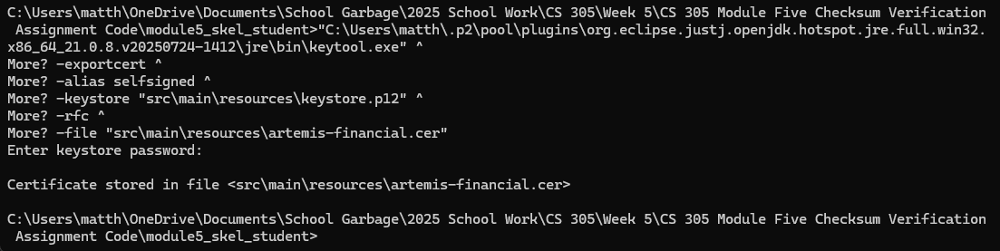 C:\Users\matth\OneDrive\Documents\School Garbage\2025 School Work\CS 305\Week 5\CS 305 Module Five Checksum Verification
 Assignment Code\module5_skel_student>"C:\Users\matth\.p2\pool\plugins\org.eclipse.justj.openjdk.hotspot.jre.full.win32.
x86_64_21.0.8.v20250724-1412\jre\bin\keytool.exe" ^
More? -exportcert ^
More? -alias selfsigned ^
More? -keystore "src\main\resources\keystore.p12" ^
More? -rfc ^
More? -file "src\main\resources\artemis-financial.cer"
Enter keystore password:

Certificate stored in file <src\main\resources\artemis-financial.cer>

C:\Users\matth\OneDrive\Documents\School Garbage\2025 School Work\CS 305\Week 5\CS 305 Module Five Checksum Verification
 Assignment Code\module5_skel_student>